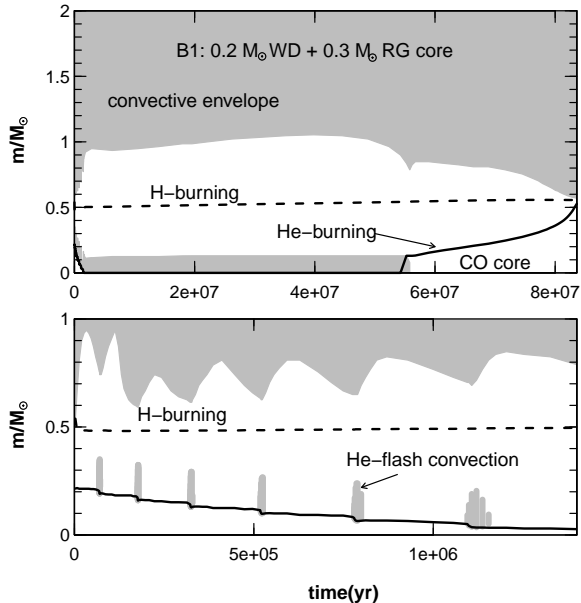 2
1.5
1
0.5
0
m/M⊙
B1: 0.2 M⊙ WD + 0.3 M⊙ RG core
convective envelope
H−burning
He−burning
CO core
0
2e+07
4e+07
6e+07
8e+07
1
0.5
0
m/M⊙
H−burning
He−flash convection
0
5e+05
1e+06
time(yr)